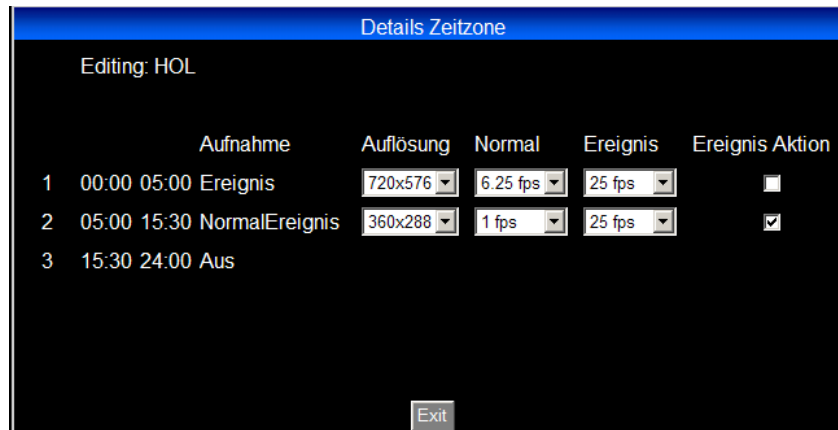 Details Zeitzone
Editing: HOL
Aufnahme Auflösung Normal Ereignis Ereignis Aktion
1 00:00 05:00 Ereignis 720x576 6.25 fps 25 fps
2 05:00 15:30 NormalEreignis 360x288 1 fps 25 fps
3 15:30 24:00 Aus
Exit